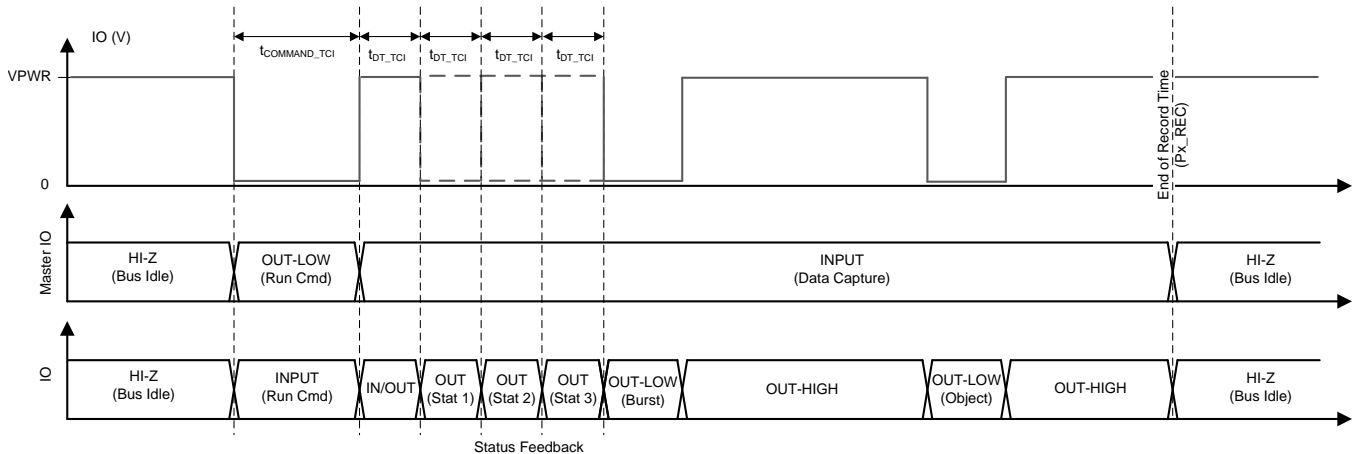 IO (V)
tCOMMAND_TCI
tDT_TCI
tDT_TCI
tDT_TCI
tDT_TCI
VPWR
0
End of Record Time
(Px_REC)
Master IO
HI-Z
(Bus Idle)
OUT-LOW
(Run Cmd)
INPUT
(Data Capture)
HI-Z
(Bus Idle)
IO
HI-Z
(Bus Idle)
INPUT
(Run Cmd)
IN/OUT
OUT
(Stat 1)
OUT
(Stat 2)
OUT
(Stat 3)
OUT-LOW
(Burst)
OUT-HIGH
OUT-LOW
(Object)
OUT-HIGH
HI-Z
(Bus Idle)
Status Feedback